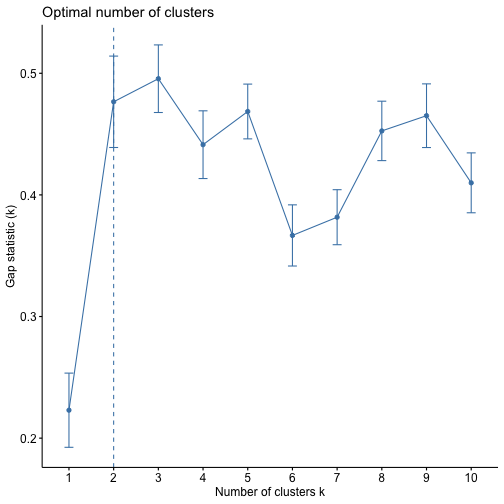 Optimal number of clusters
Gap statistic (k)
0.5
0.4
0.3
0.2
1 2 3 4 5 6 7 8 9 10
Number of clusters k